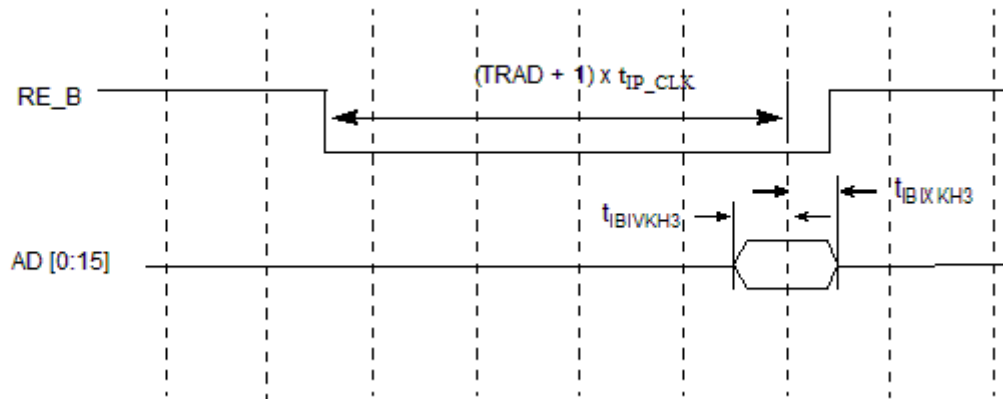 (TRAD + 1) x tIP_CLK
RE_B
tIBIXKH3
tIBIVKH3
AD [0:15]